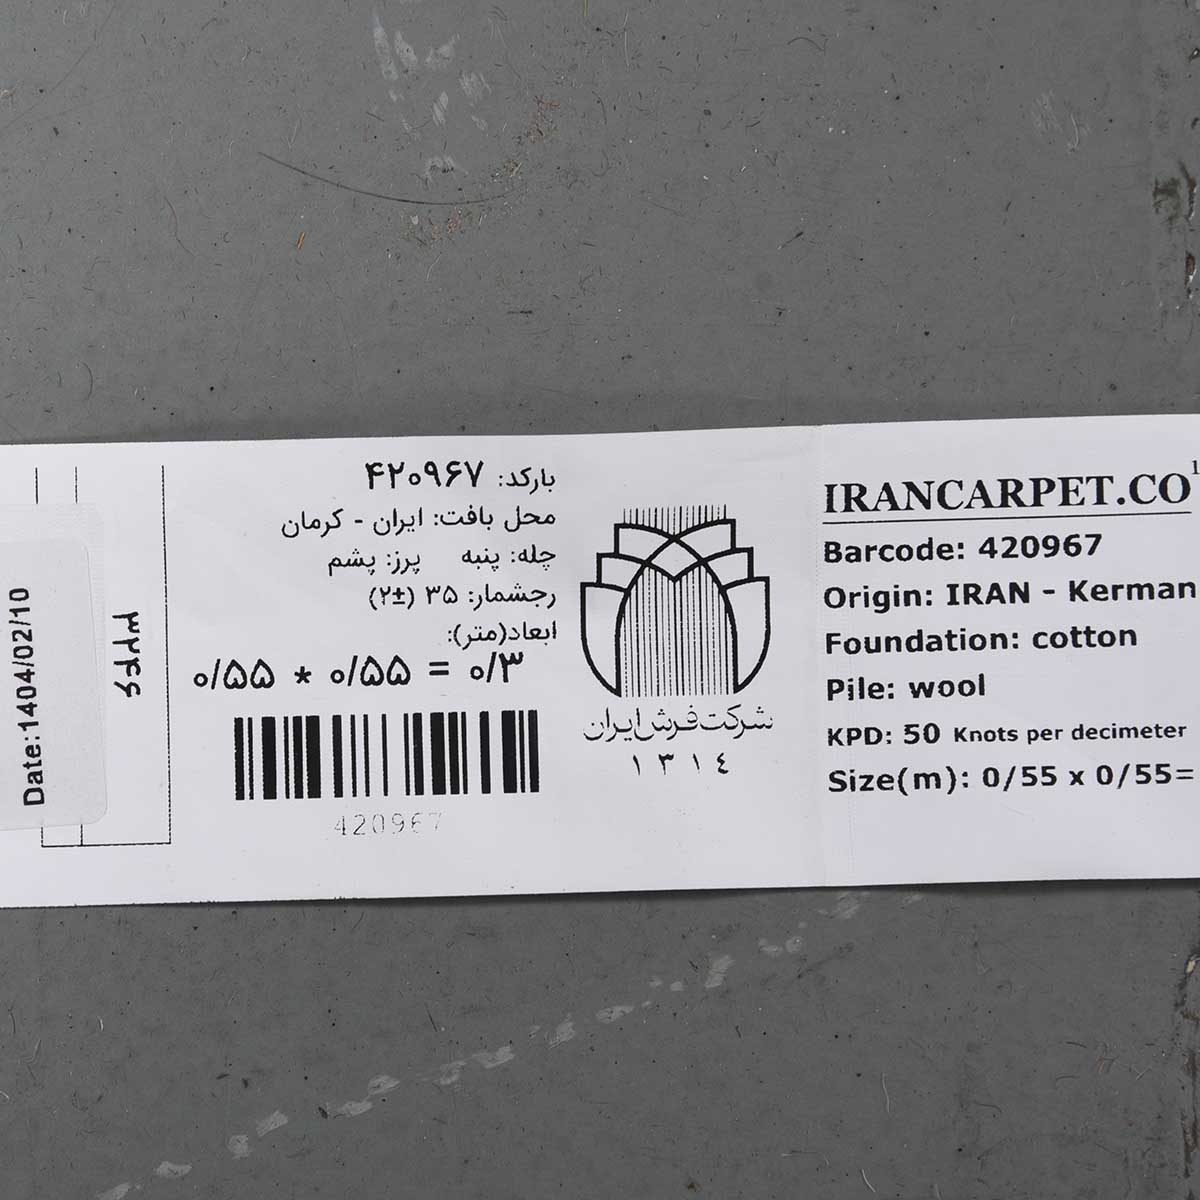 Date:1404/02/10
۳۲۴۶
بارکد: ۴۲۰۹۶۷
محل بافت: ایران - کرمان
چله: پنبه پرز: پشم
رجشمار: ۳۵ (±۲)
ابعاد(متر):
۰/۵۵ * ۰/۵۵ = ۰/۳
420967
شرکت فرش ایران
۱۳۱٤
IRANCARPET.CO
Barcode: 420967
Origin: IRAN - Kerman
Foundation: cotton
Pile: wool
KPD: 50 Knots per decimeter
Size(m): 0/55 x 0/55=